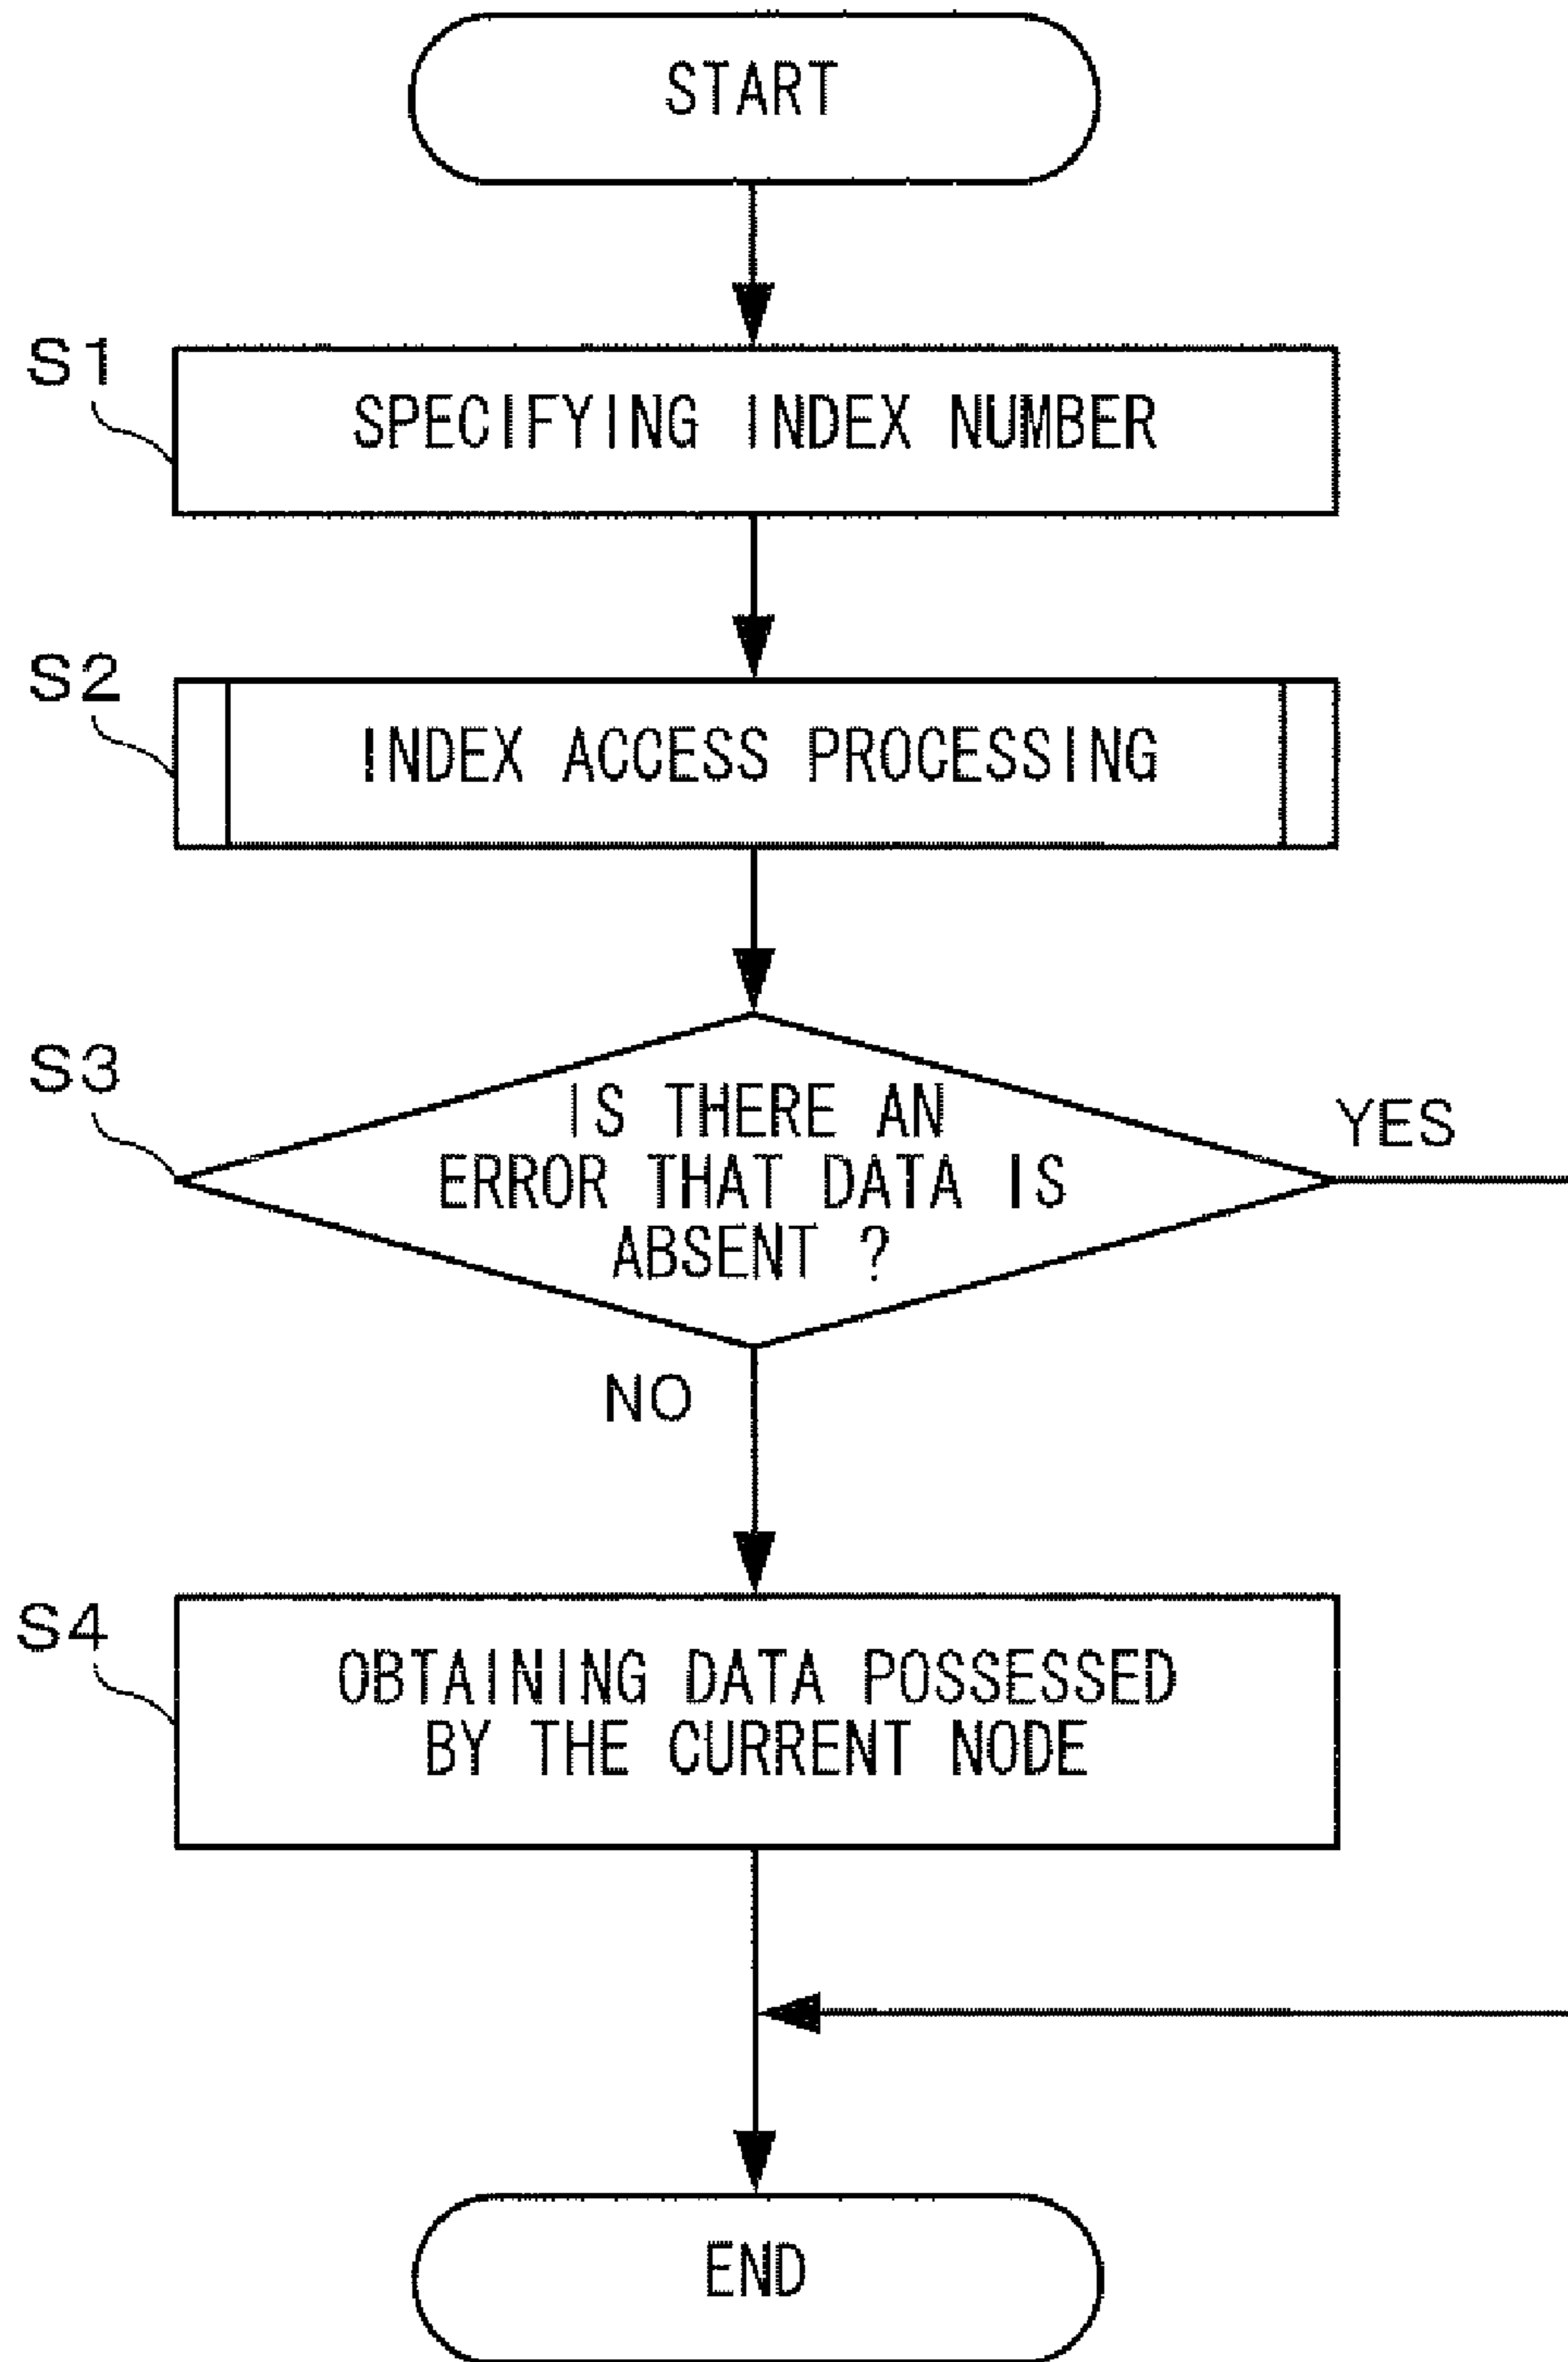 START
S1
SPECIFYING INDEX NUMBER
S2
INDEX ACCESS PROCESSING
S3
IS THERE AN
ERROR THAT DATA IS
ABSENT ?
YES
NO
S4
OBTAINING DATA POSSESSED
BY THE CURRENT NODE
END